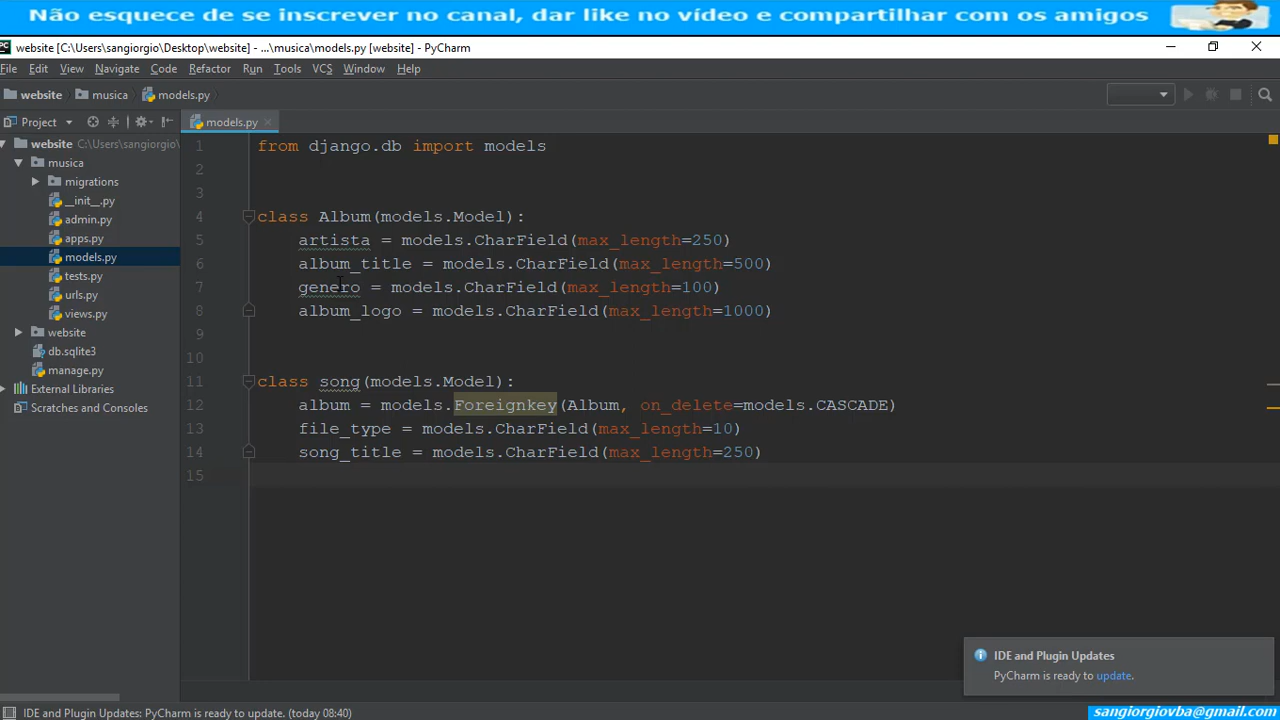 Não esquece de se inscrever no canal, dar like no vídeo e compartilhar com os amigos
website [C:\Users\sangiorgio\Desktop\website] - ...\musica\models.py [website] - PyCharm
File Edit View Navigate Code Refactor Run Tools VCS Window Help
website musica models.py
Project models.py
website C:\Users\sangiorgio\
musica
migrations
__init__.py
admin.py
apps.py
models.py
tests.py
urls.py
views.py
website
db.sqlite3
manage.py
External Libraries
Scratches and Consoles
1 from django.db import models
2
3
4 class Album(models.Model):
5 artista = models.CharField(max_length=250)
6 album_title = models.CharField(max_length=500)
7 genero = models.CharField(max_length=100)
8 album_logo = models.CharField(max_length=1000)
9
10
11 class song(models.Model):
12 album = models.Foreignkey(Album, on_delete=models.CASCADE)
13 file_type = models.CharField(max_length=10)
14 song_title = models.CharField(max_length=250)
15
IDE and Plugin Updates
PyCharm is ready to update.
IDE and Plugin Updates: PyCharm is ready to update. (today 08:40)
sangiorgiovba@gmail.com